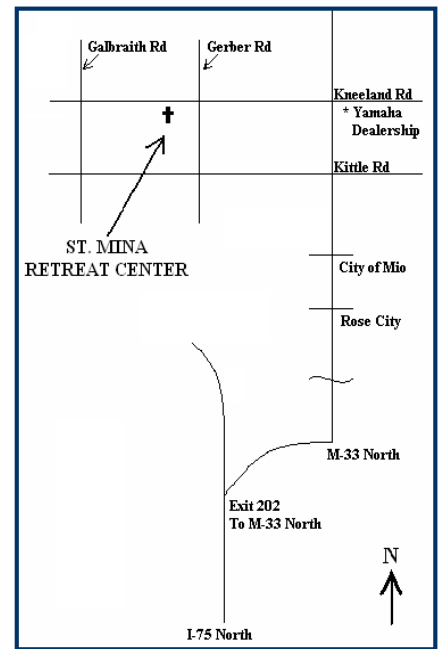 Galbraith Rd
Gerber Rd
Kneeland Rd
* Yamaha
Dealership
Kittle Rd
ST. MINA
RETREAT CENTER
City of Mio
Rose City
M-33 North
Exit 202
To M-33 North
N
I-75 North